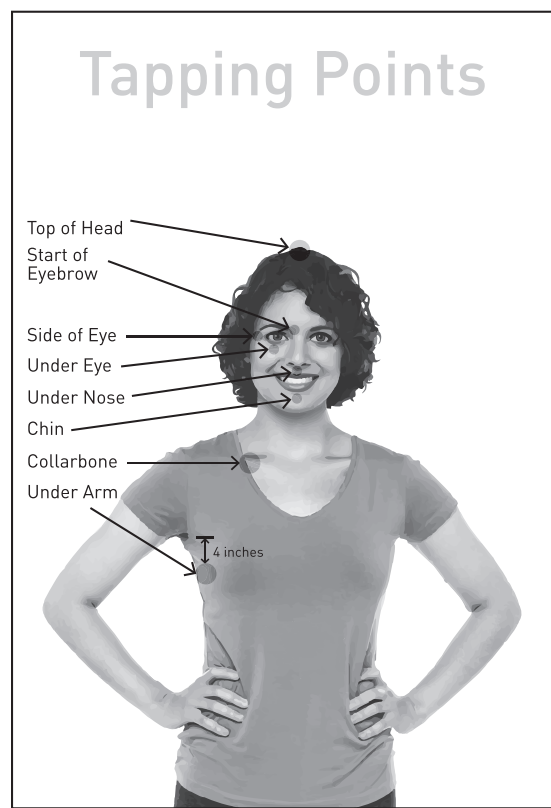 Tapping Points
Top of Head
Start of
Eyebrow
Side of Eye
Under Eye
Under Nose
Chin
Collarbone
Under Arm
4 inches